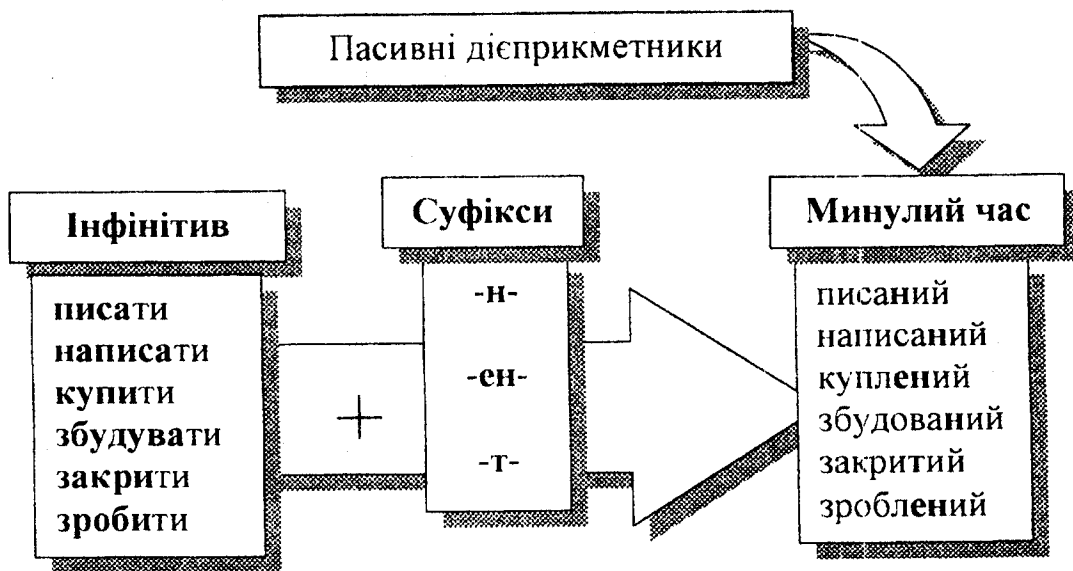 Пасивні дієприкметники
Інфінітив
писати
написати
купити
збудувати
закрити
зробити
+
Суфікси
-н-
-ен-
-т-
Минулий час
писаний
написаний
куплений
збудований
закритий
зроблений